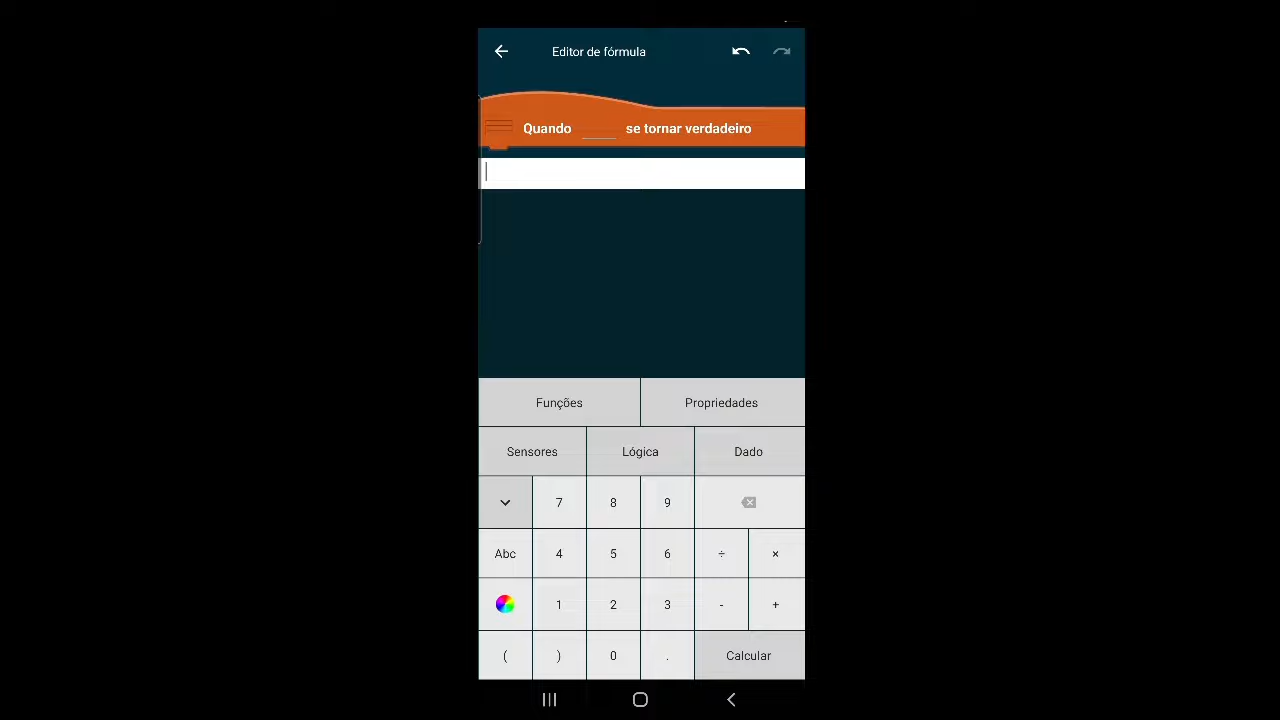 Editor de fórmula
Quando ____ se tornar verdadeiro
Funções Propriedades
Sensores Lógica Dado
7 8 9
Abc 4 5 6 ÷ ×
1 2 3 - +
( ) 0 . Calcular